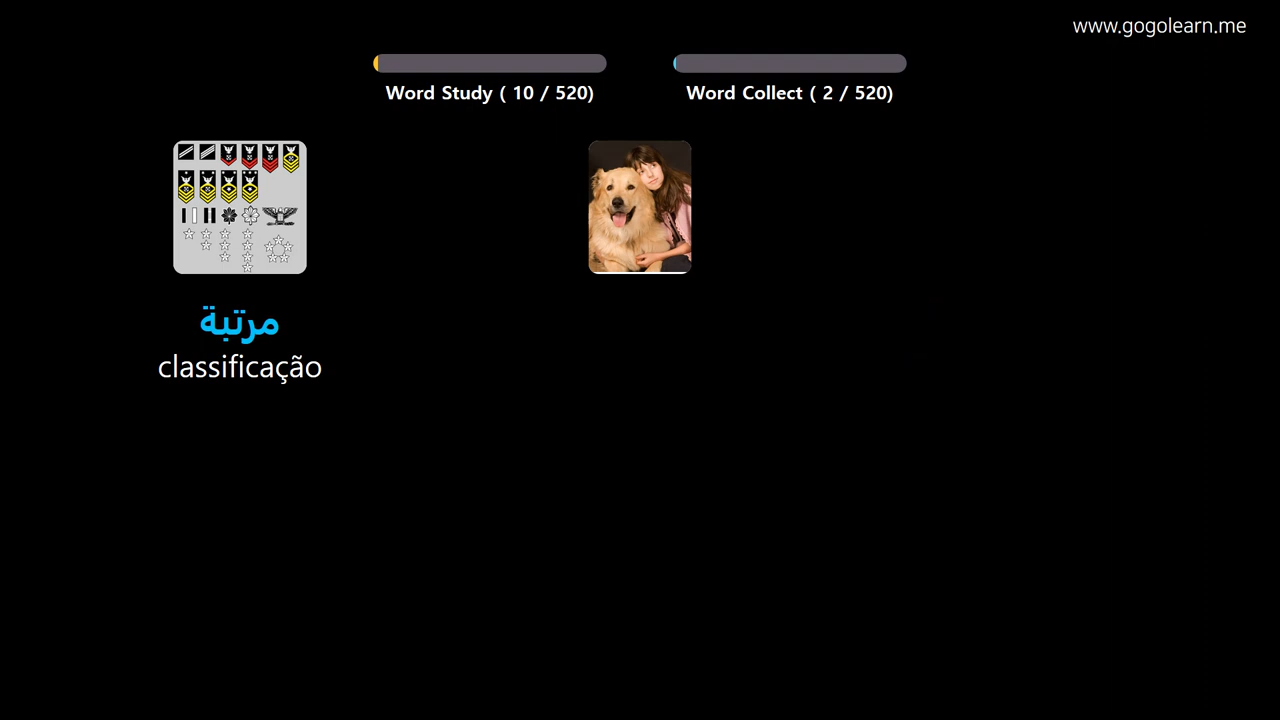 www.gogolearn.me
Word Study ( 10 / 520)
Word Collect ( 2 / 520)
مرتبة
classificação